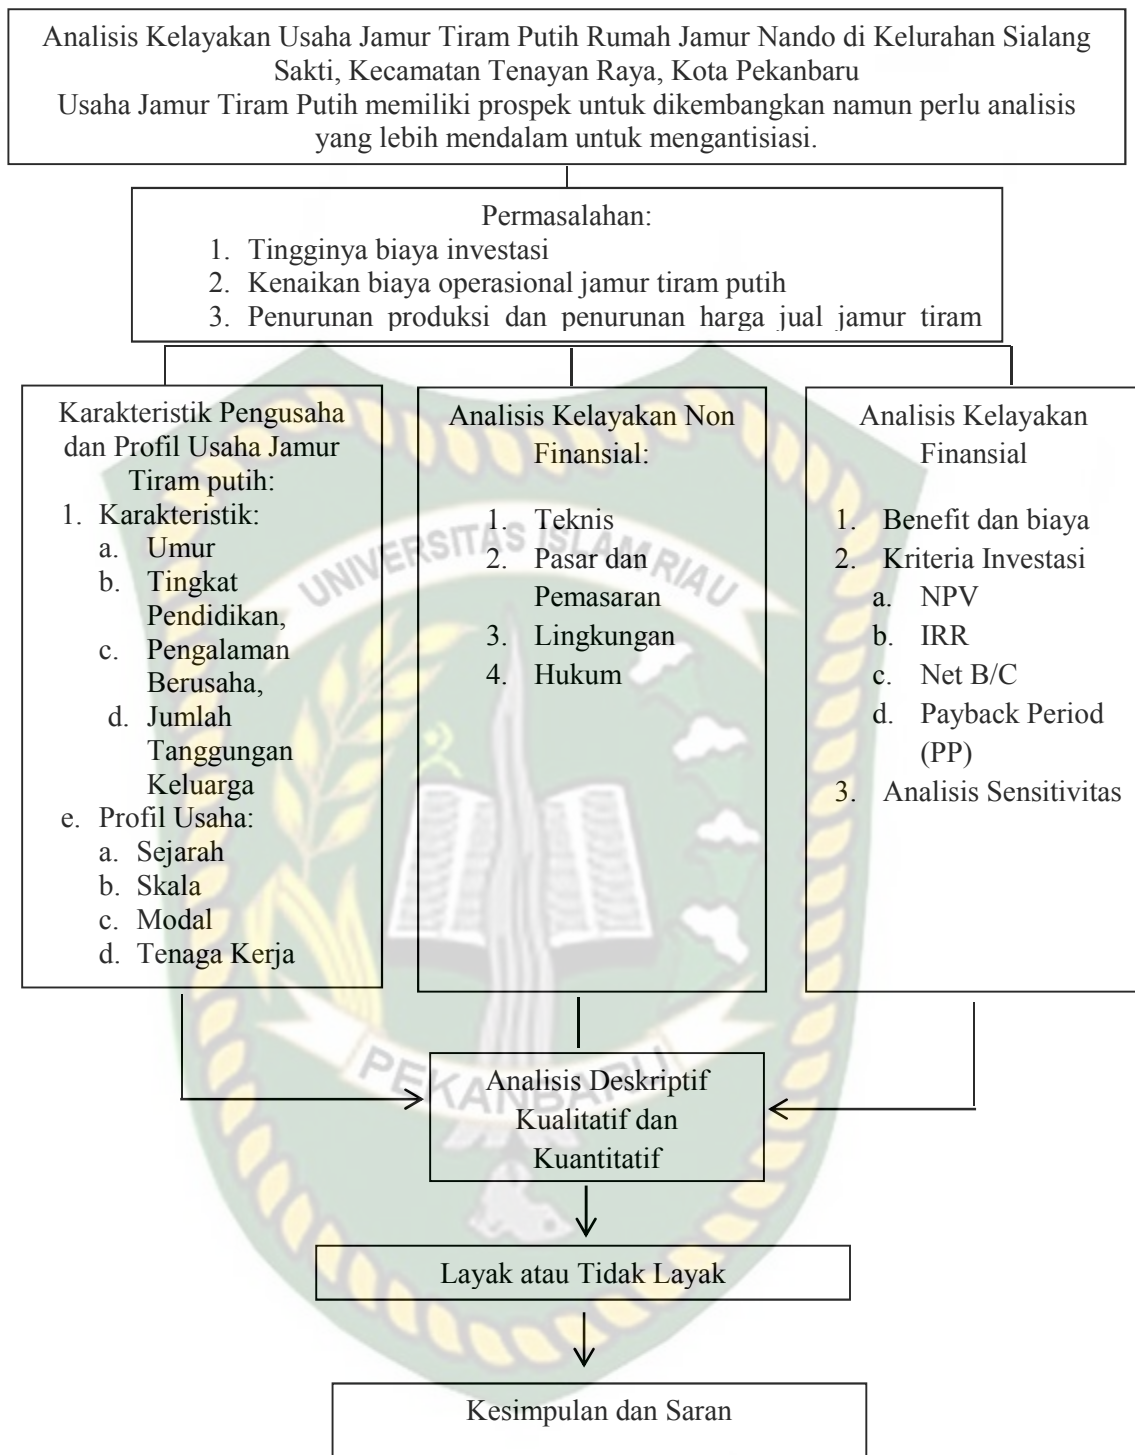 Analisis Kelayakan Usaha Jamur Tiram Putih Rumah Jamur Nando di Kelurahan Sialang
Sakti, Kecamatan Tenayan Raya, Kota Pekanbaru
Usaha Jamur Tiram Putih memiliki prospek untuk dikembangkan namun perlu analisis
yang lebih mendalam untuk mengantisiasi.
Permasalahan:
1. Tingginya biaya investasi
2. Kenaikan biaya operasional jamur tiram putih
3. Penurunan produksi dan penurunan harga jual jamur tiram
Karakteristik Pengusaha
dan Profil Usaha Jamur
Tiram putih:
1. Karakteristik:
a. Umur
b. Tingkat
Pendidikan,
c. Pengalaman
Berusaha,
d. Jumlah
Tanggungan
Keluarga
e. Profil Usaha:
a. Sejarah
b. Skala
c. Modal
d. Tenaga Kerja
Analisis Kelayakan Non
Finansial:
1. Teknis
2. Pasar dan
Pemasaran
3. Lingkungan
4. Hukum
Analisis Kelayakan
Finansial
1. Benefit dan biaya
2. Kriteria Investasi
a. NPV
b. IRR
c. Net B/C
d. Payback Period
(PP)
3. Analisis Sensitivitas
UNIVERSITAS ISLAM RIAU
PEKANBARU
Analisis Deskriptif
Kualitatif dan
Kuantitatif
Layak atau Tidak Layak
Kesimpulan dan Saran